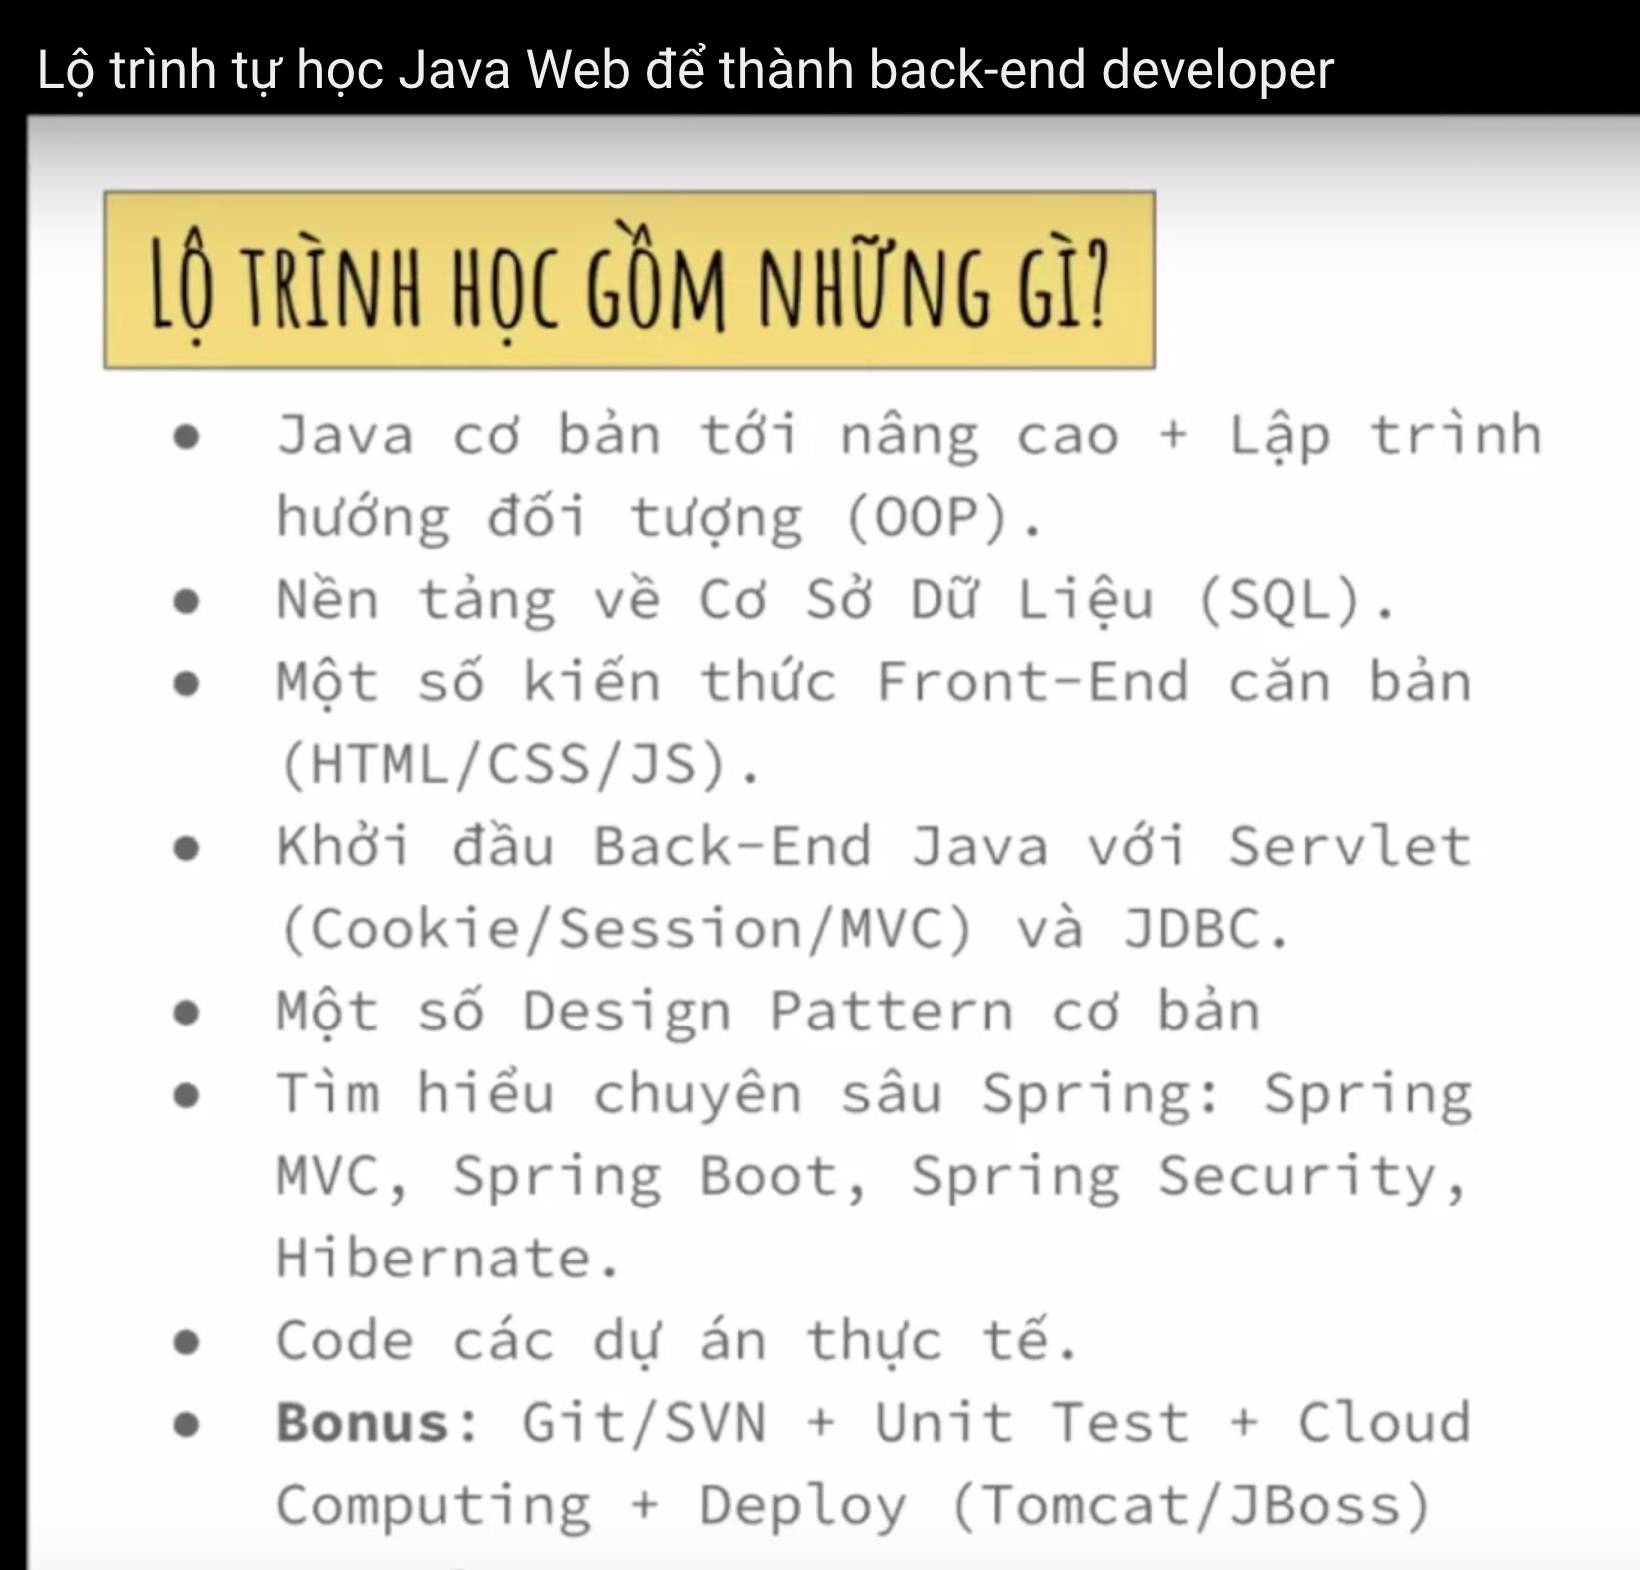 Lộ trình tự học Java Web để thành back-end developer
LỘ TRÌNH HỌC GỒM NHỮNG GÌ?
● Java cơ bản tới nâng cao + Lập trình
hướng đối tượng (OOP).
● Nền tảng về Cơ Sở Dữ Liệu (SQL).
● Một số kiến thức Front-End căn bản
(HTML/CSS/JS).
● Khởi đầu Back-End Java với Servlet
(Cookie/Session/MVC) và JDBC.
● Một số Design Pattern cơ bản
● Tìm hiểu chuyên sâu Spring: Spring
MVC, Spring Boot, Spring Security,
Hibernate.
● Code các dự án thực tế.
● Bonus: Git/SVN + Unit Test + Cloud
Computing + Deploy (Tomcat/JBoss)